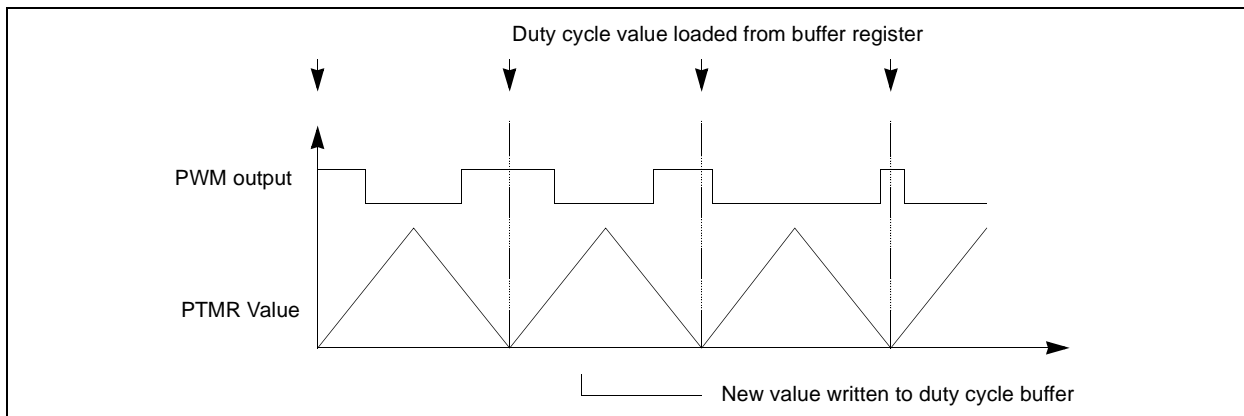 Duty cycle value loaded from buffer register
PWM output
PTMR Value
New value written to duty cycle buffer